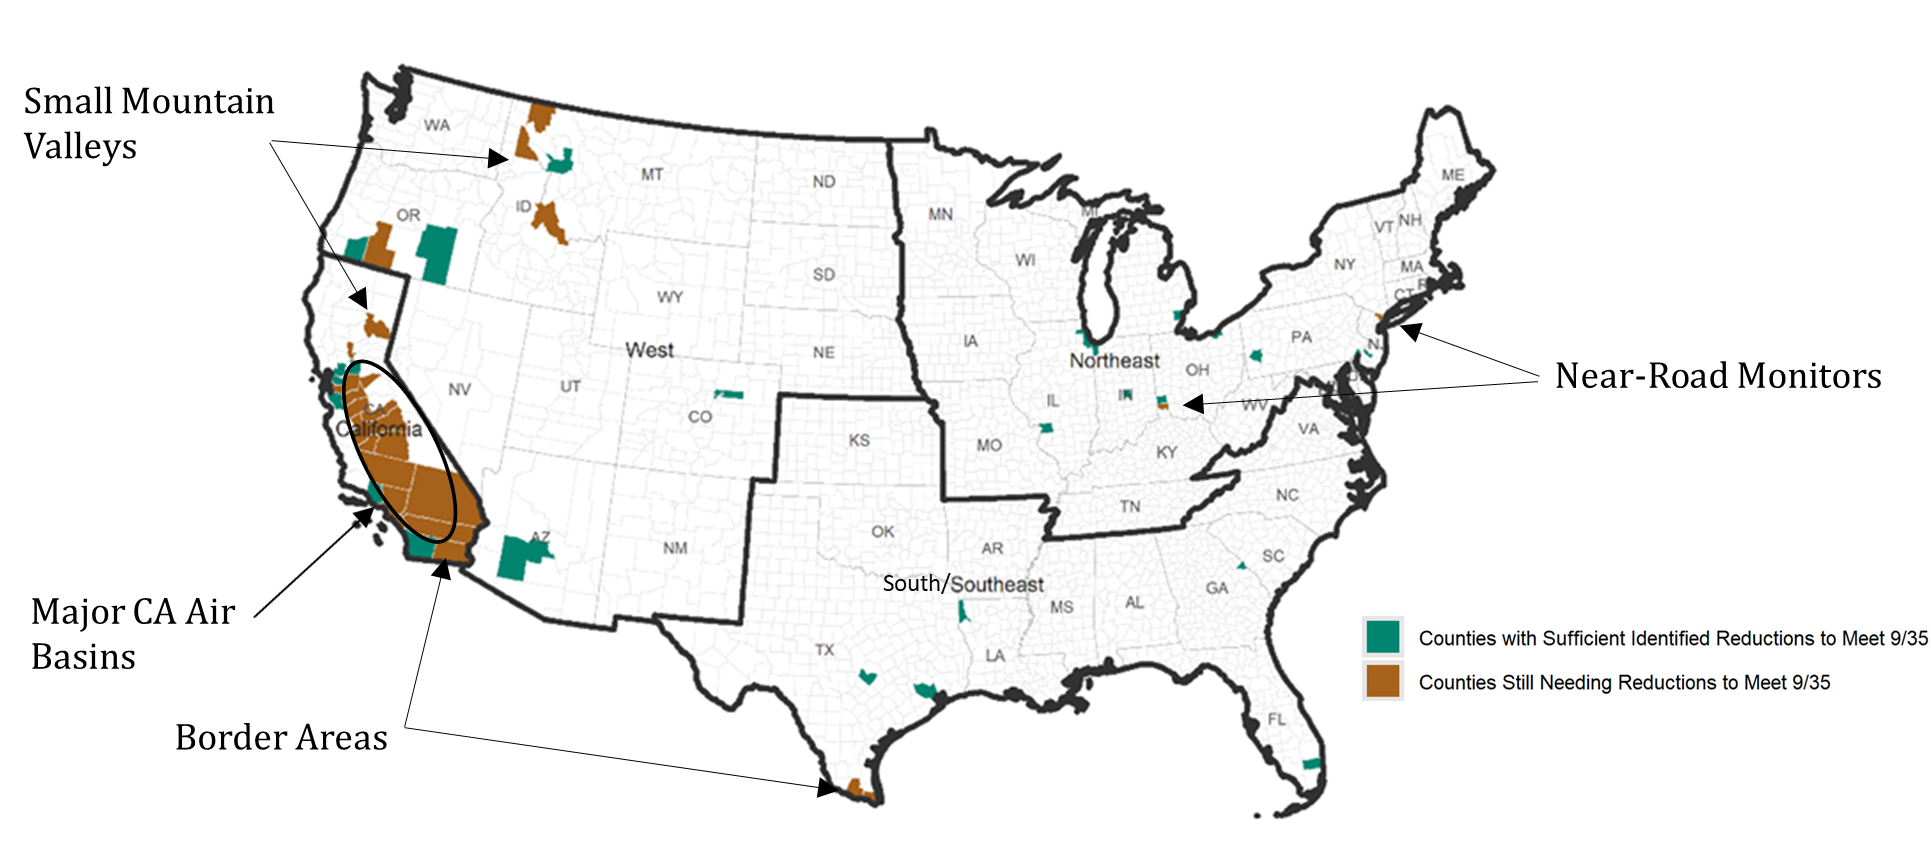 Small Mountain
Valleys
WA
MT
ND
MN
MI
ME
VT
NH
OR
ID
SD
WI
NY
MA
CT
WY
West
NE
IA
Northeast
PA
OH
NV
UT
CO
IL
WV
Near-Road Monitors
CA
California
KS
MO
KY
VA
AZ
NM
OK
AR
TN
NC
South/Southeast
SC
MS
AL
GA
TX
LA
FL
Major CA Air
Basins
Border Areas
Counties with Sufficient Identified Reductions to Meet 9/35
Counties Still Needing Reductions to Meet 9/35